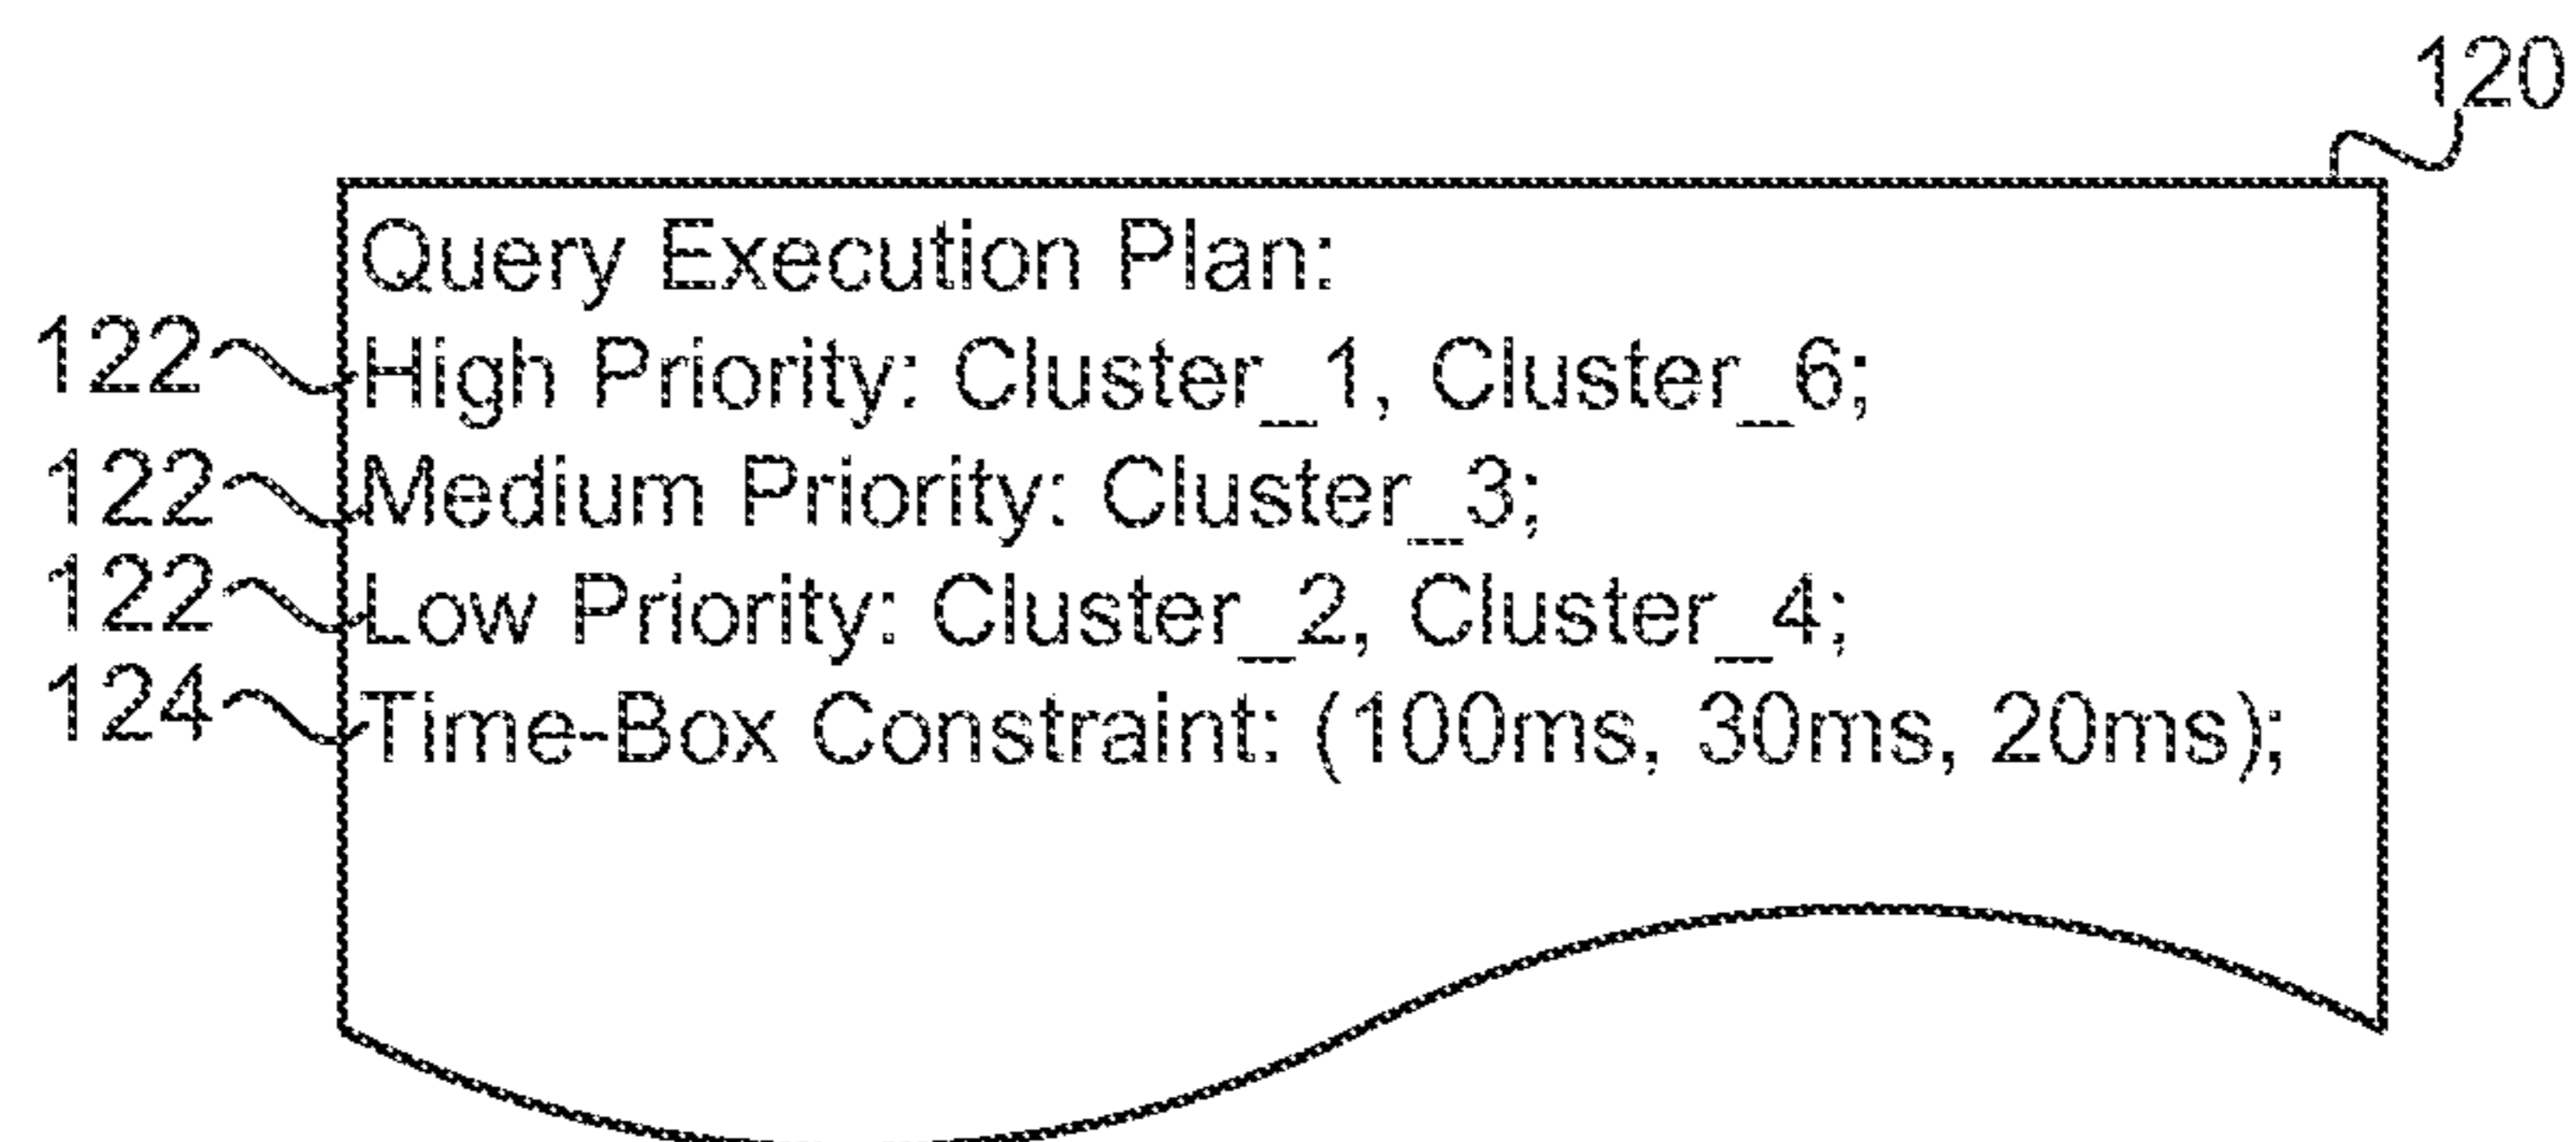 120
Query Execution Plan:
122 High Priority: Cluster_1, Cluster_6;
122 Medium Priority: Cluster_3;
122 Low Priority: Cluster_2, Cluster_4;
124 Time-Box Constraint: (100ms, 30ms, 20ms);